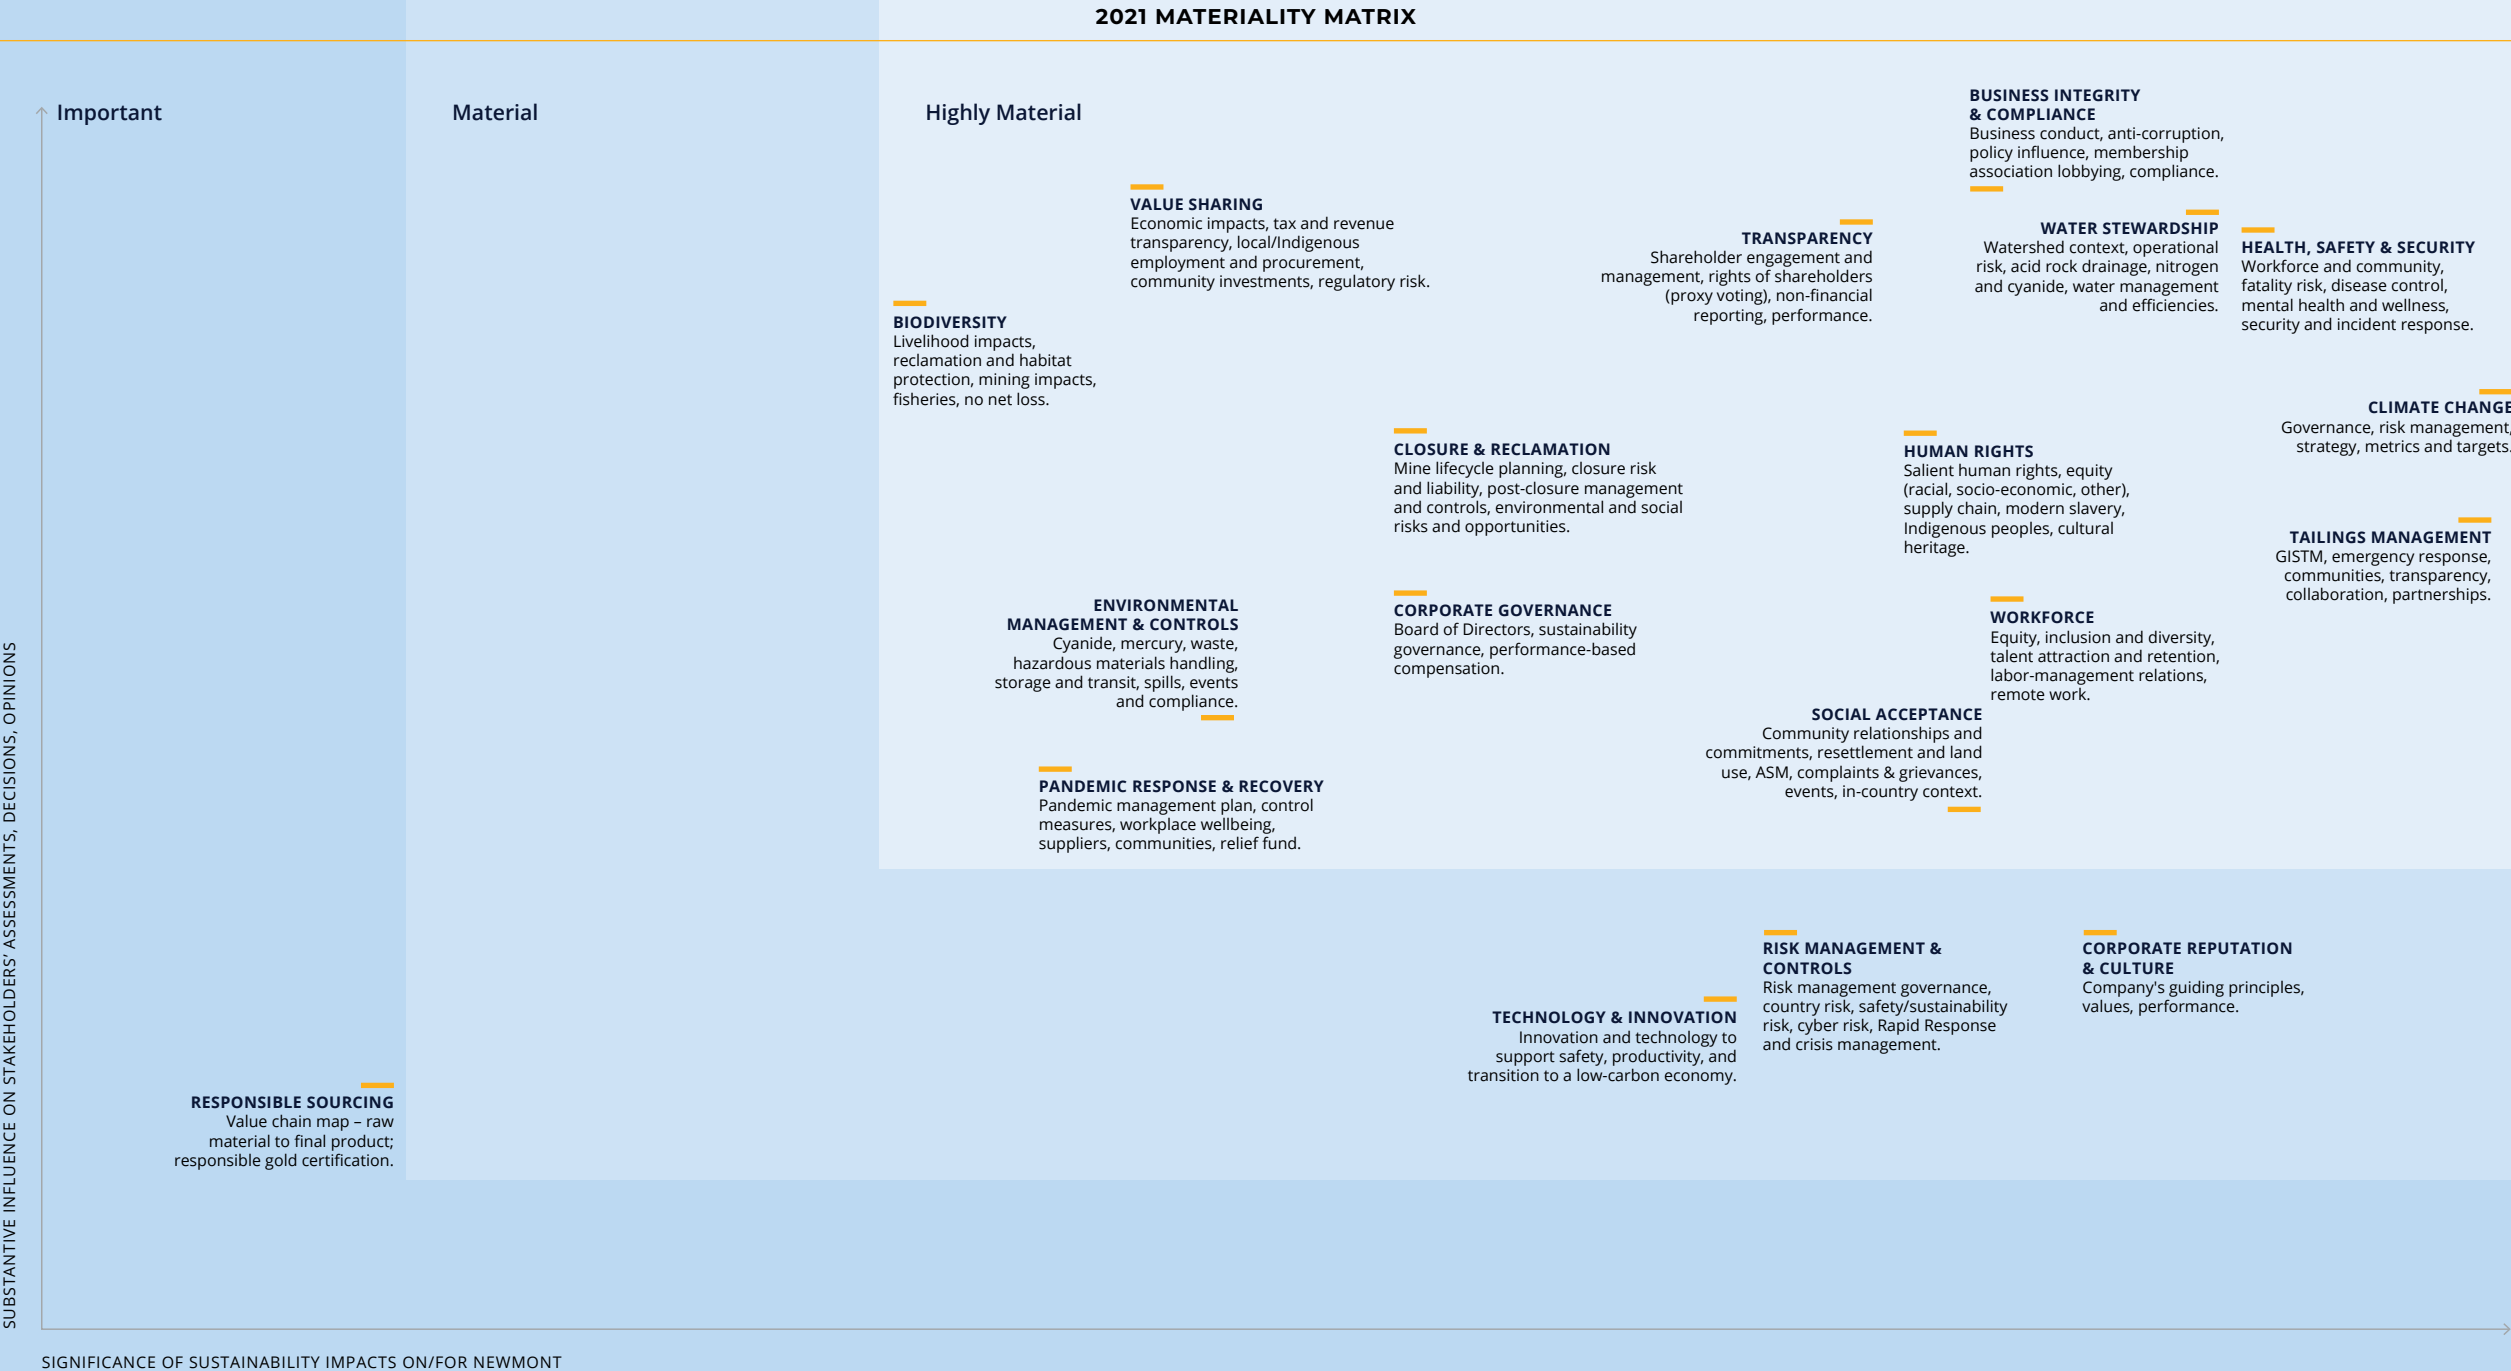 2021 MATERIALITY MATRIX
Important
Material
Highly Material
BUSINESS INTEGRITY
& COMPLIANCE
Business conduct, anti-corruption,
policy influence, membership
association lobbying, compliance.
VALUE SHARING
Economic impacts, tax and revenue
transparency, local/Indigenous
employment and procurement,
community investments, regulatory risk.
TRANSPARENCY
Shareholder engagement and
management, rights of shareholders
(proxy voting), non-financial
reporting, performance.
WATER STEWARDSHIP
Watershed context, operational
risk, acid rock drainage, nitrogen
and cyanide, water management
and efficiencies.
HEALTH, SAFETY & SECURITY
Workforce and community,
fatality risk, disease control,
mental health and wellness,
security and incident response.
BIODIVERSITY
Livelihood impacts,
reclamation and habitat
protection, mining impacts,
fisheries, no net loss.
CLIMATE CHANGE
Governance, risk management,
strategy, metrics and targets.
CLOSURE & RECLAMATION
Mine lifecycle planning, closure risk
and liability, post-closure management
and controls, environmental and social
risks and opportunities.
HUMAN RIGHTS
Salient human rights, equity
(racial, socio-economic, other),
supply chain, modern slavery,
Indigenous peoples, cultural
heritage.
TAILINGS MANAGEMENT
GISTM, emergency response,
communities, transparency,
collaboration, partnerships.
ENVIRONMENTAL
MANAGEMENT & CONTROLS
Cyanide, mercury, waste,
hazardous materials handling,
storage and transit, spills, events
and compliance.
CORPORATE GOVERNANCE
Board of Directors, sustainability
governance, performance-based
compensation.
WORKFORCE
Equity, inclusion and diversity,
talent attraction and retention,
labor-management relations,
remote work.
SOCIAL ACCEPTANCE
Community relationships and
commitments, resettlement and land
use, ASM, complaints & grievances,
events, in-country context.
PANDEMIC RESPONSE & RECOVERY
Pandemic management plan, control
measures, workplace wellbeing,
suppliers, communities, relief fund.
RISK MANAGEMENT &
CONTROLS
Risk management governance,
country risk, safety/sustainability
risk, cyber risk, Rapid Response
and crisis management.
CORPORATE REPUTATION
& CULTURE
Company's guiding principles,
values, performance.
TECHNOLOGY & INNOVATION
Innovation and technology to
support safety, productivity, and
transition to a low-carbon economy.
RESPONSIBLE SOURCING
Value chain map – raw
material to final product;
responsible gold certification.
SUBSTANTIVE INFLUENCE ON STAKEHOLDERS’ ASSESSMENTS, DECISIONS, OPINIONS
SIGNIFICANCE OF SUSTAINABILITY IMPACTS ON/FOR NEWMONT